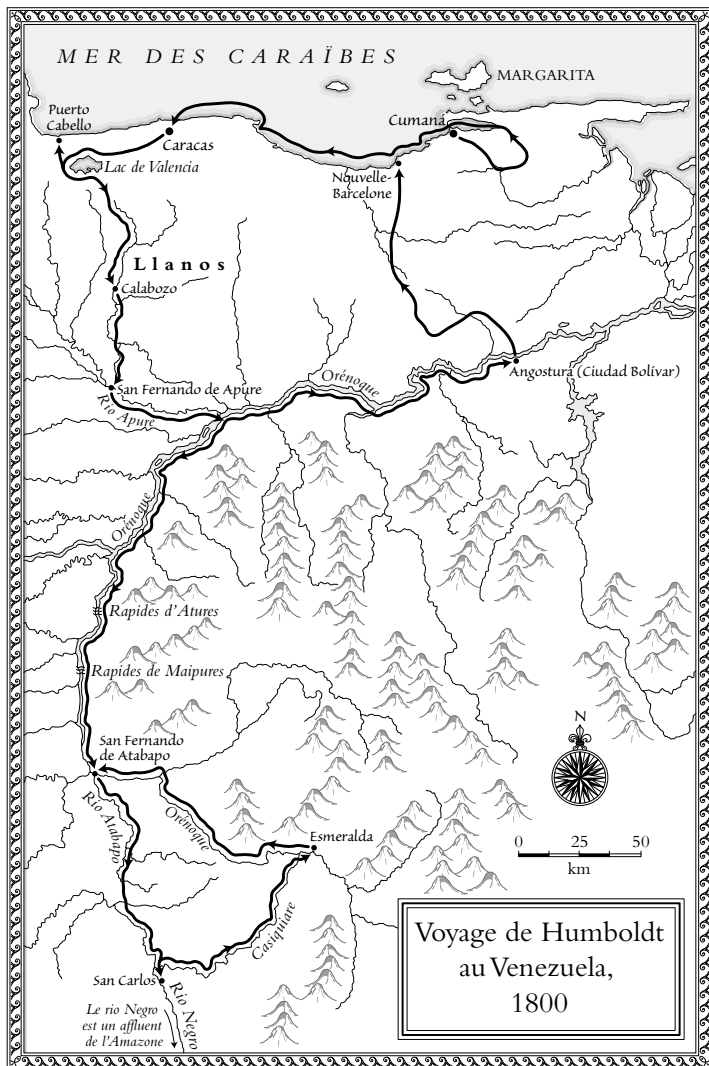 MER DES CARAÏBES
MARGARITA
Puerto
Cabello
Cumaná
Caracas
Lac de Valencia
Nouvelle-
Barcelone
Llanos
Calabozo
Orénoque
Angostura (Ciudad Bolívar)
San Fernando de Apure
Rio Apure
Orénoque
Rapides d'Atures
Rapides de Maipures
San Fernando
de Atabapo
N
Rio Atabapo
Orénoque
Esmeralda
0 25 50
km
Casiquiare
Voyage de Humboldt
au Venezuela,
1800
San Carlos
Rio Negro
Le rio Negro
est un affluent
de l'Amazone